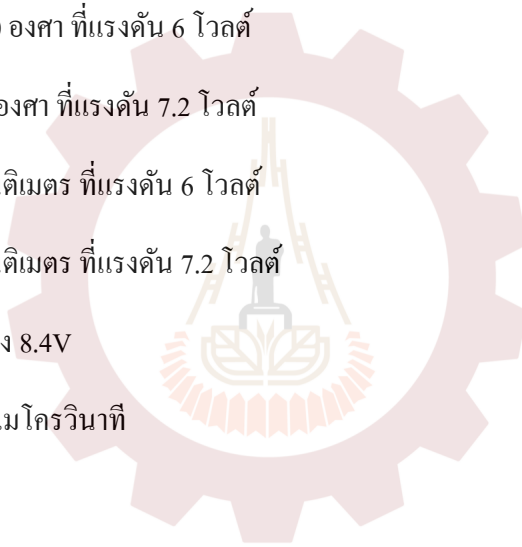 องศา ที่แรงดัน 6 โวลต์
องศา ที่แรงดัน 7.2 โวลต์
ติเมตร ที่แรงดัน 6 โวลต์
ติเมตร ที่แรงดัน 7.2 โวลต์
ง 8.4V
มโครวินาที